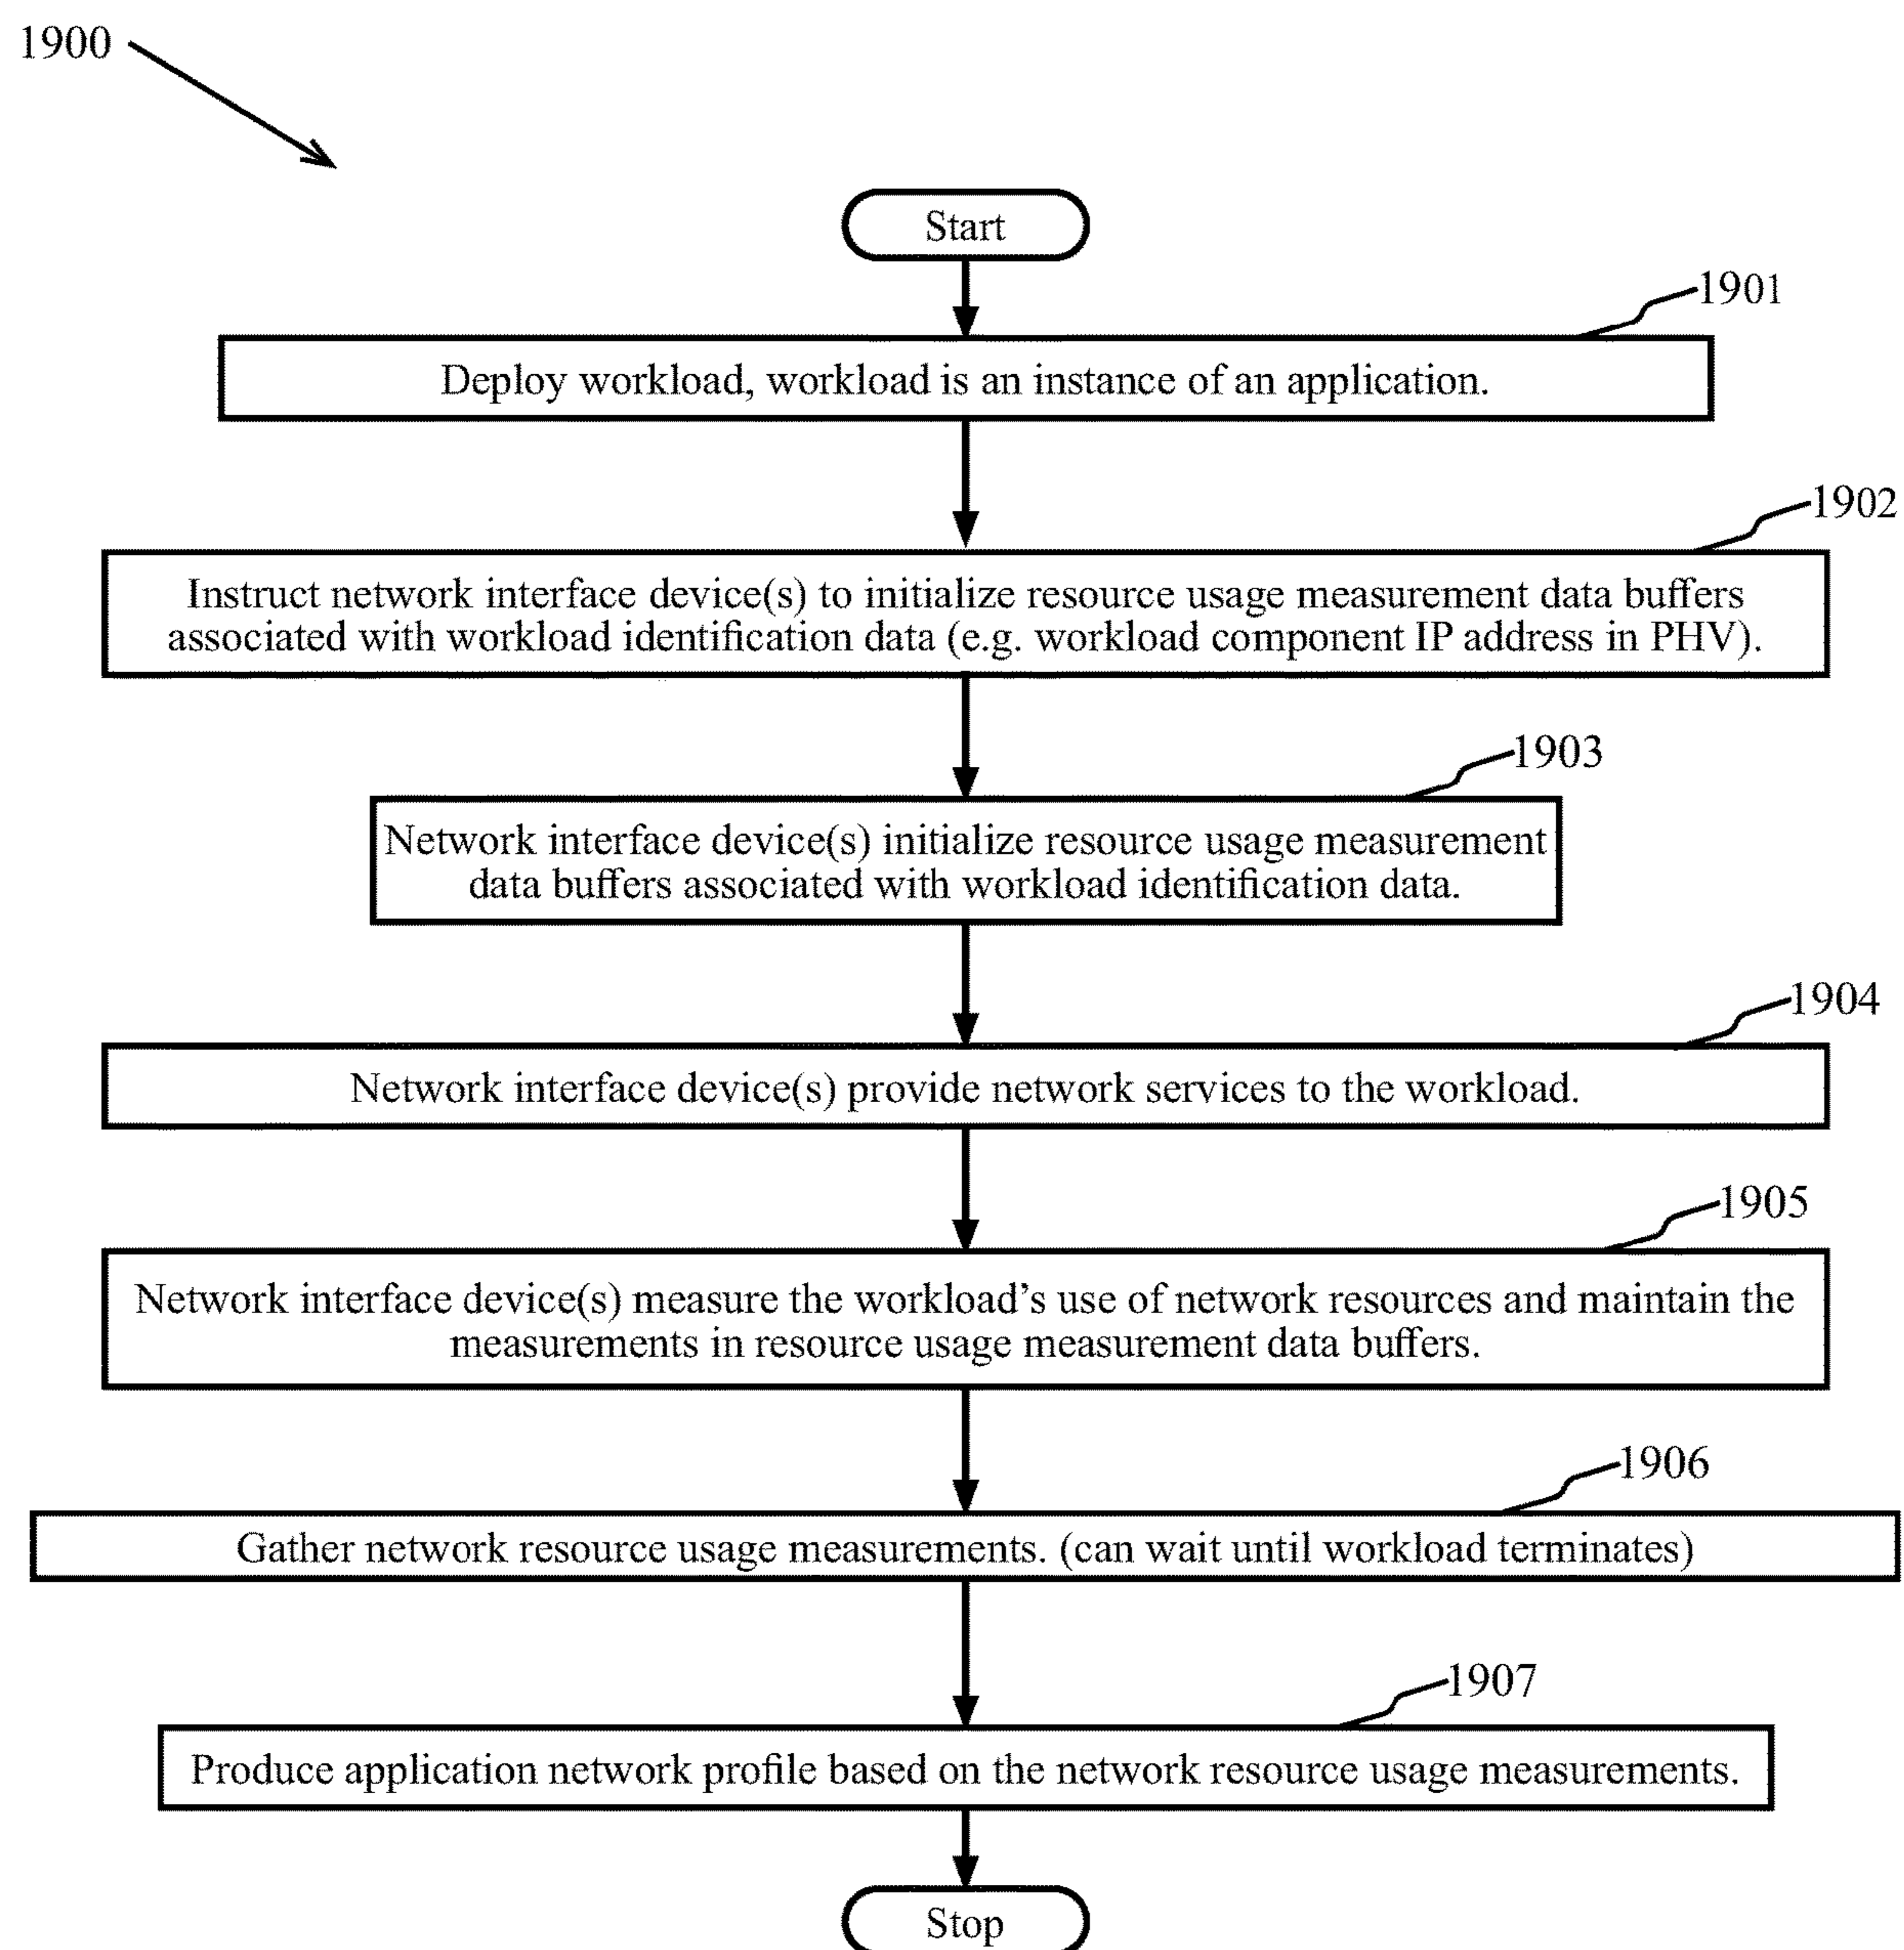 1900
Start
1901
Deploy workload, workload is an instance of an application.
1902
Instruct network interface device(s) to initialize resource usage measurement data buffers
associated with workload identification data (e.g. workload component IP address in PHV).
1903
Network interface device(s) initialize resource usage measurement
data buffers associated with workload identification data.
1904
Network interface device(s) provide network services to the workload.
1905
Network interface device(s) measure the workload’s use of network resources and maintain the
measurements in resource usage measurement data buffers.
1906
Gather network resource usage measurements. (can wait until workload terminates)
1907
Produce application network profile based on the network resource usage measurements.
Stop